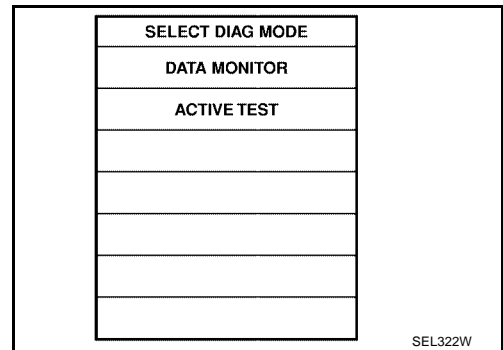 SELECT DIAG MODE
DATA MONITOR
ACTIVE TEST
SEL322W